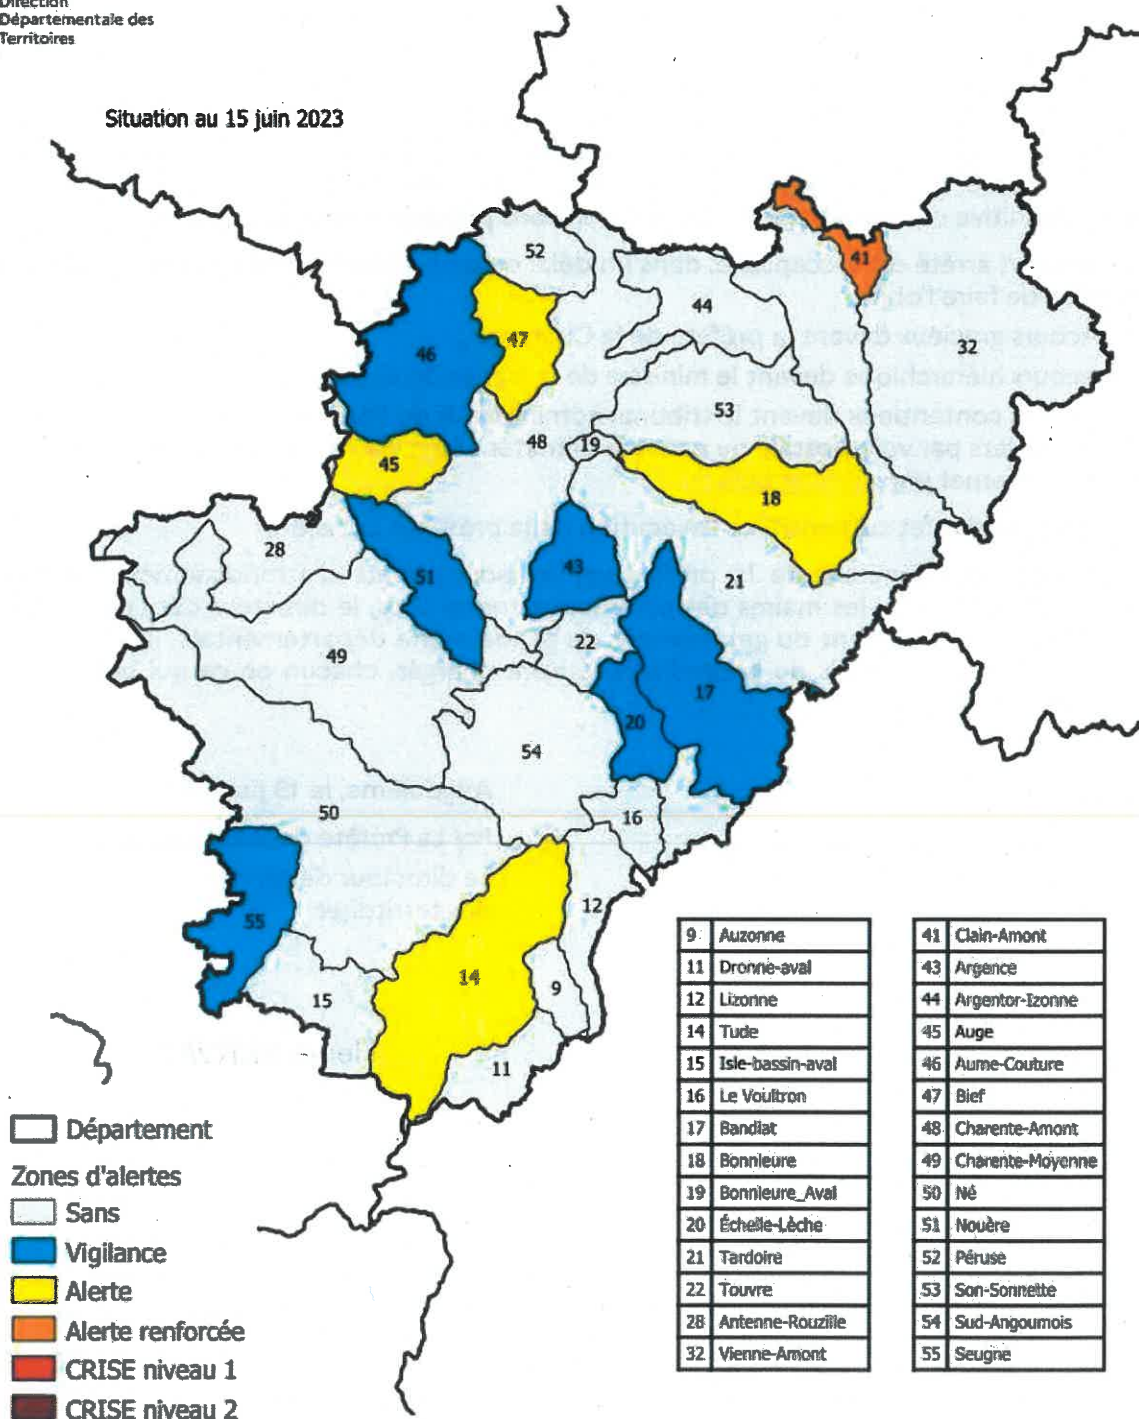 Direction
Départementale des
Territoires
Situation au 15 juin 2023
52
41
44
47
46
32
53
48
19
45
18
28
43
51
21
22
49
17
20
54
50
16
12
55
14
9
15
11
9 Auzonne
11 Dronne-aval
12 Lizonne
14 Tude
15 Isle-bassin-aval
16 Le Voultron
17 Bandiat
18 Bonnieure
19 Bonnieure_Aval
20 Échelle-Lèche
21 Tardoire
22 Touvre
28 Antenne-Rouzille
32 Vienne-Amont
41 Clain-Amont
43 Argence
44 Argentor-Izonne
45 Auge
46 Aume-Couture
47 Bief
48 Charente-Amont
49 Charente-Moyenne
50 Né
51 Nouère
52 Péruse
53 Son-Sonnette
54 Sud-Angoumois
55 Seugne
Département
Zones d'alertes
Sans
Vigilance
Alerte
Alerte renforcée
CRISE niveau 1
CRISE niveau 2